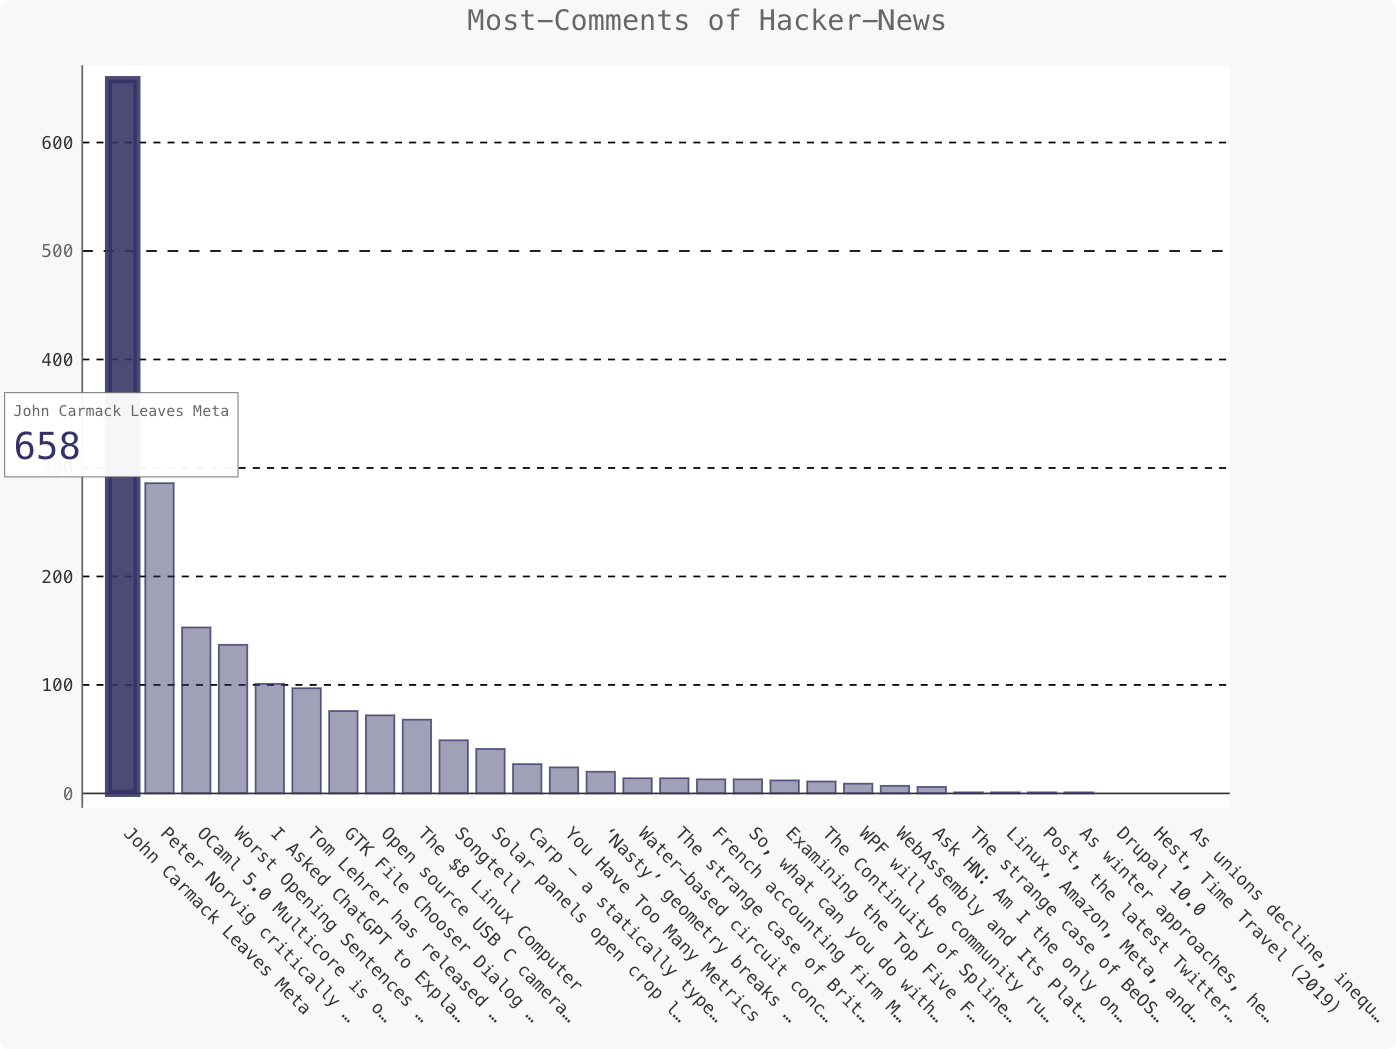 Most-Comments of Hacker-News
600
500
400
John Carmack Leaves Meta
658
300
200
100
0
John Carmack Leaves Meta
Peter Norvig critically …
OCaml 5.0 Multicore is o…
Worst Opening Sentences …
I Asked ChatGPT to Expla…
Tom Lehrer has released …
GTK File Chooser Dialog …
Open source USB C camera…
The $8 Linux Computer
Songtell
Solar panels open crop l…
Carp – a statically type…
You Have Too Many Metrics
‘Nasty’ geometry breaks …
Water-based circuit conc…
The strange case of Brit…
French accounting firm M…
So, what can you do with…
Examining the Top Five F…
The Continuity of Spline…
WPF will be community ru…
WebAssembly and Its Plat…
Ask HN: Am I the only on…
The strange case of BeOS…
Linux, Amazon, Meta, and…
Post, the latest Twitter…
As winter approaches, he…
Drupal 10.0
Hest, Time Travel (2019)
As unions decline, inequ…